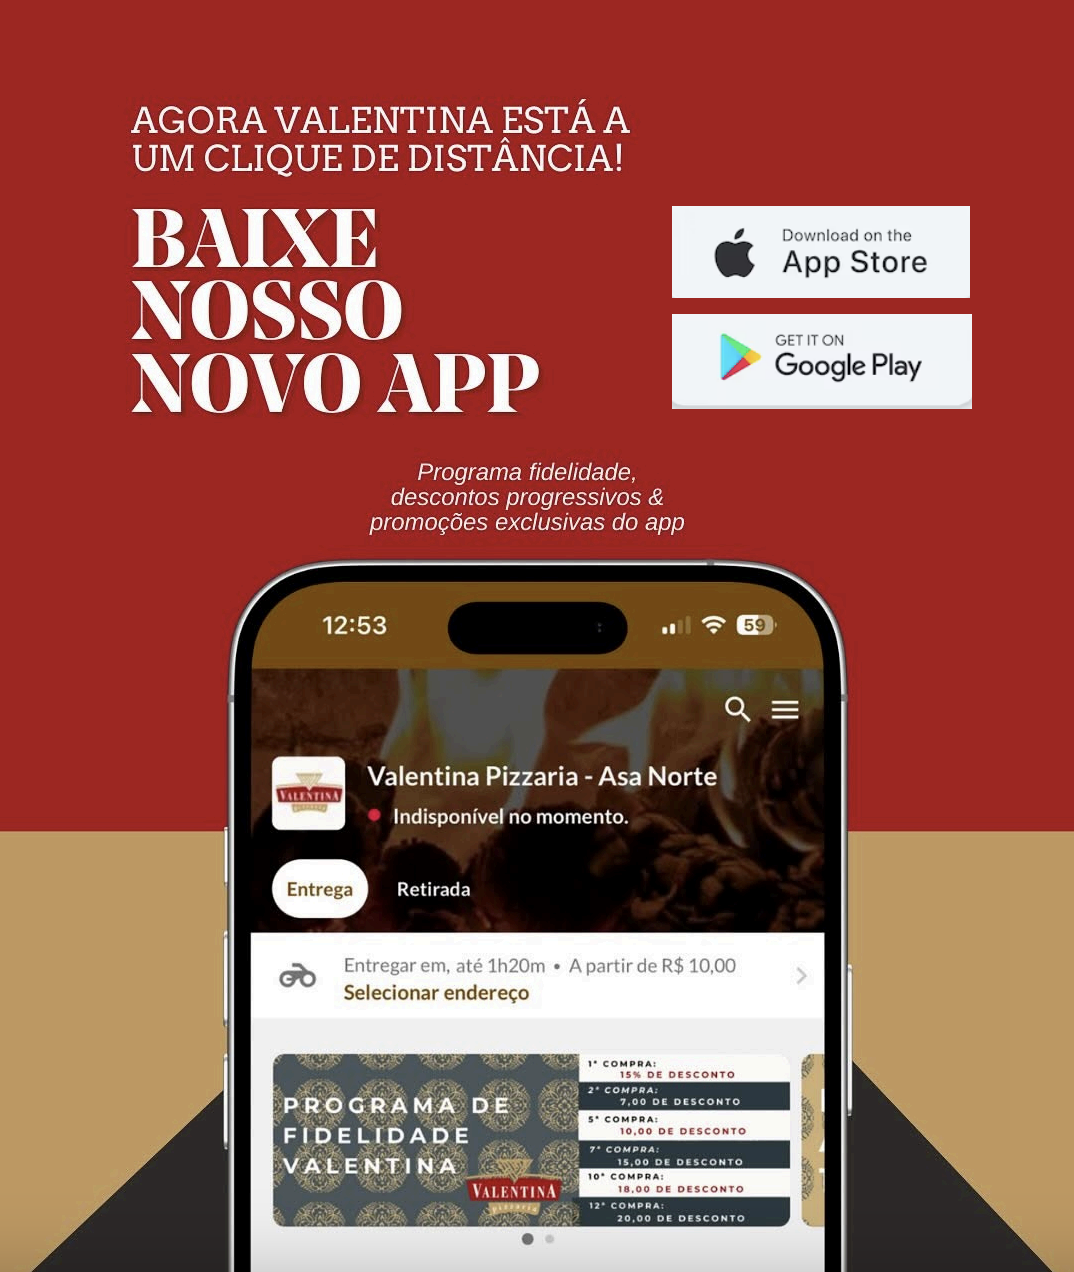 AGORA VALENTINA ESTÁ A
UM CLIQUE DE DISTÂNCIA!
BAIXE
NOSSO
NOVO APP
Download on the
App Store
GET IT ON
Google Play
Programa fidelidade,
descontos progressivos &
promoções exclusivas do app
12:53
59
Valentina Pizzaria - Asa Norte
VALENTINA
pizzaria
Indisponível no momento.
Entrega
Retirada
Entregar em, até 1h20m • A partir de R$ 10,00
Selecionar endereço
PROGRAMA DE
FIDELIDADE
VALENTINA
VALENTINA
pizzaria
1ª COMPRA:
15% DE DESCONTO
2ª COMPRA:
7,00 DE DESCONTO
5ª COMPRA:
10,00 DE DESCONTO
7ª COMPRA:
15,00 DE DESCONTO
10ª COMPRA:
18,00 DE DESCONTO
12ª COMPRA:
20,00 DE DESCONTO